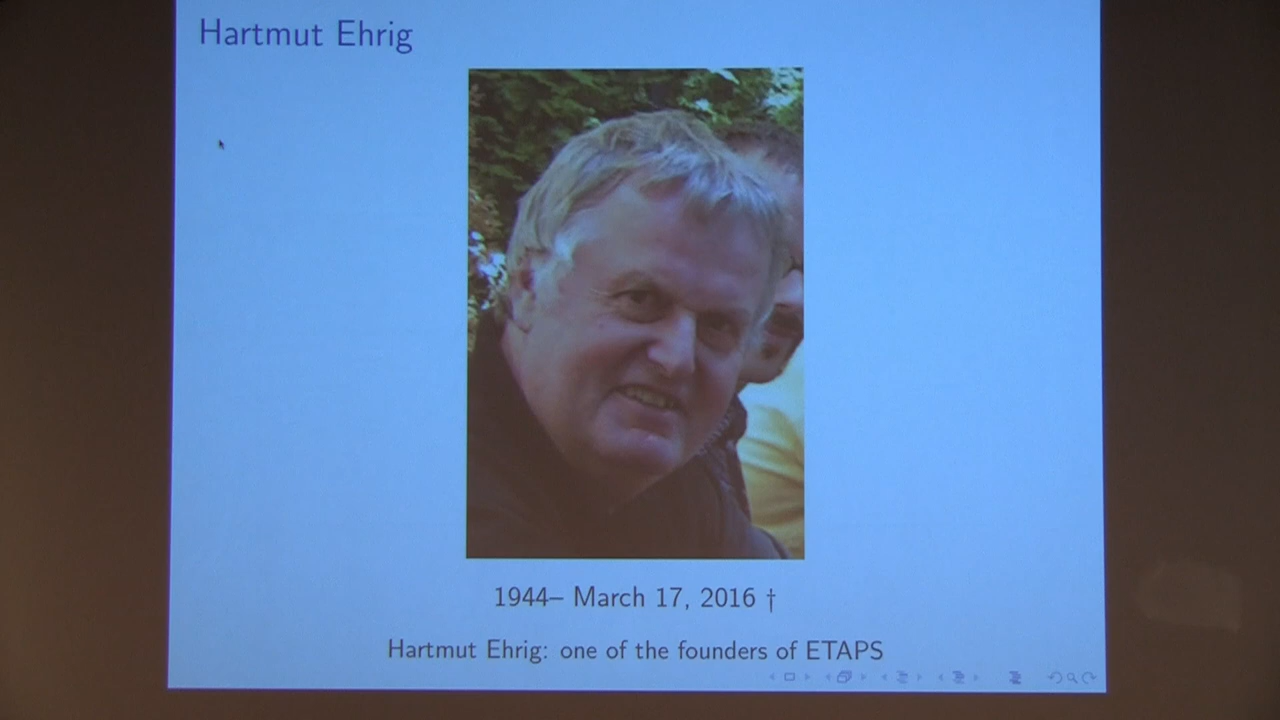 Hartmut Ehrig
1944– March 17, 2016 †
Hartmut Ehrig: one of the founders of ETAPS